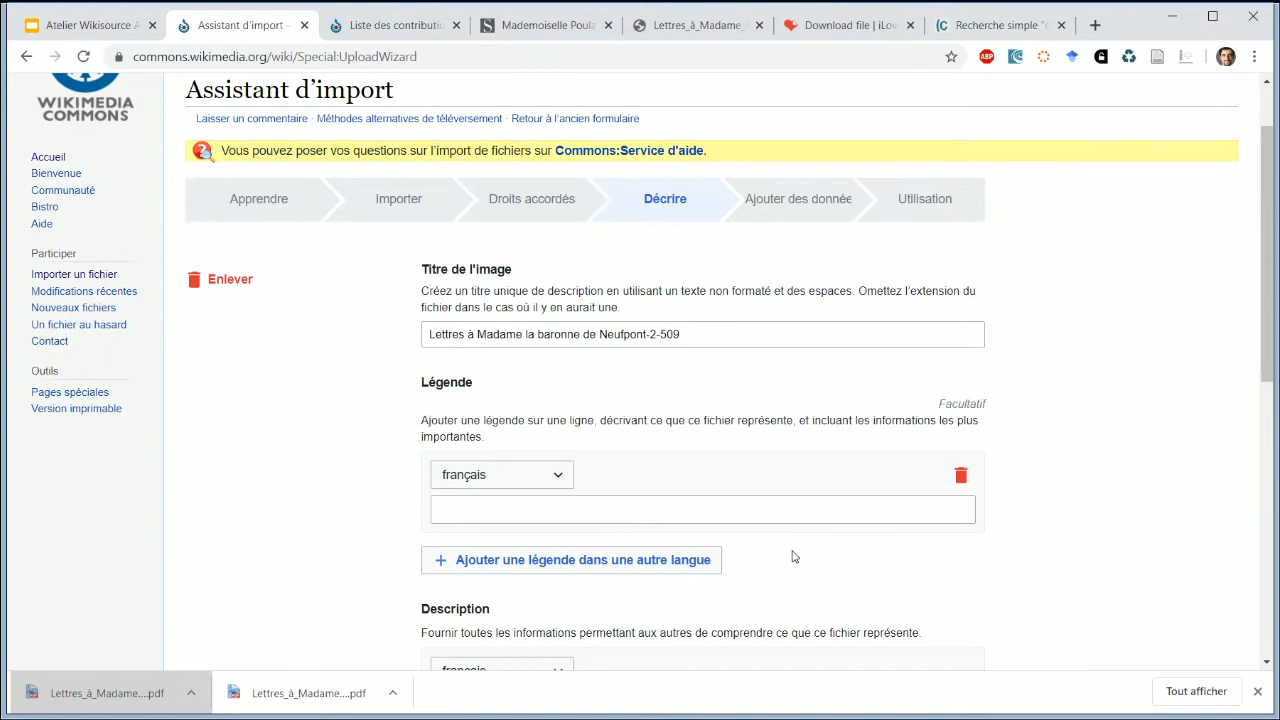 Atelier Wikisource A
Assistant d'import –
Liste des contributio
Mademoiselle Poula
Lettres_à_Madame_
Download file | iLov
Recherche simple "c
commons.wikimedia.org/wiki/Special:UploadWizard
ABP
WIKIMEDIA
COMMONS
Accueil
Bienvenue
Communauté
Bistro
Aide
Participer
Importer un fichier
Modifications récentes
Nouveaux fichiers
Un fichier au hasard
Contact
Outils
Pages spéciales
Version imprimable
Assistant d'import
Laisser un commentaire · Méthodes alternatives de téléversement · Retour à l'ancien formulaire
Vous pouvez poser vos questions sur l'import de fichiers sur Commons:Service d'aide.
Apprendre
Importer
Droits accordés
Décrire
Ajouter des donnée
Utilisation
Enlever
Titre de l'image
Créez un titre unique de description en utilisant un texte non formaté et des espaces. Omettez l'extension du
fichier dans le cas où il y en aurait une.
Lettres à Madame la baronne de Neufpont-2-509
Légende
Facultatif
Ajouter une légende sur une ligne, décrivant ce que ce fichier représente, et incluant les informations les plus
importantes.
français
+ Ajouter une légende dans une autre langue
Description
Fournir toutes les informations permettant aux autres de comprendre ce que ce fichier représente.
français
Lettres_à_Madame....pdf
Lettres_à_Madame....pdf
Tout afficher